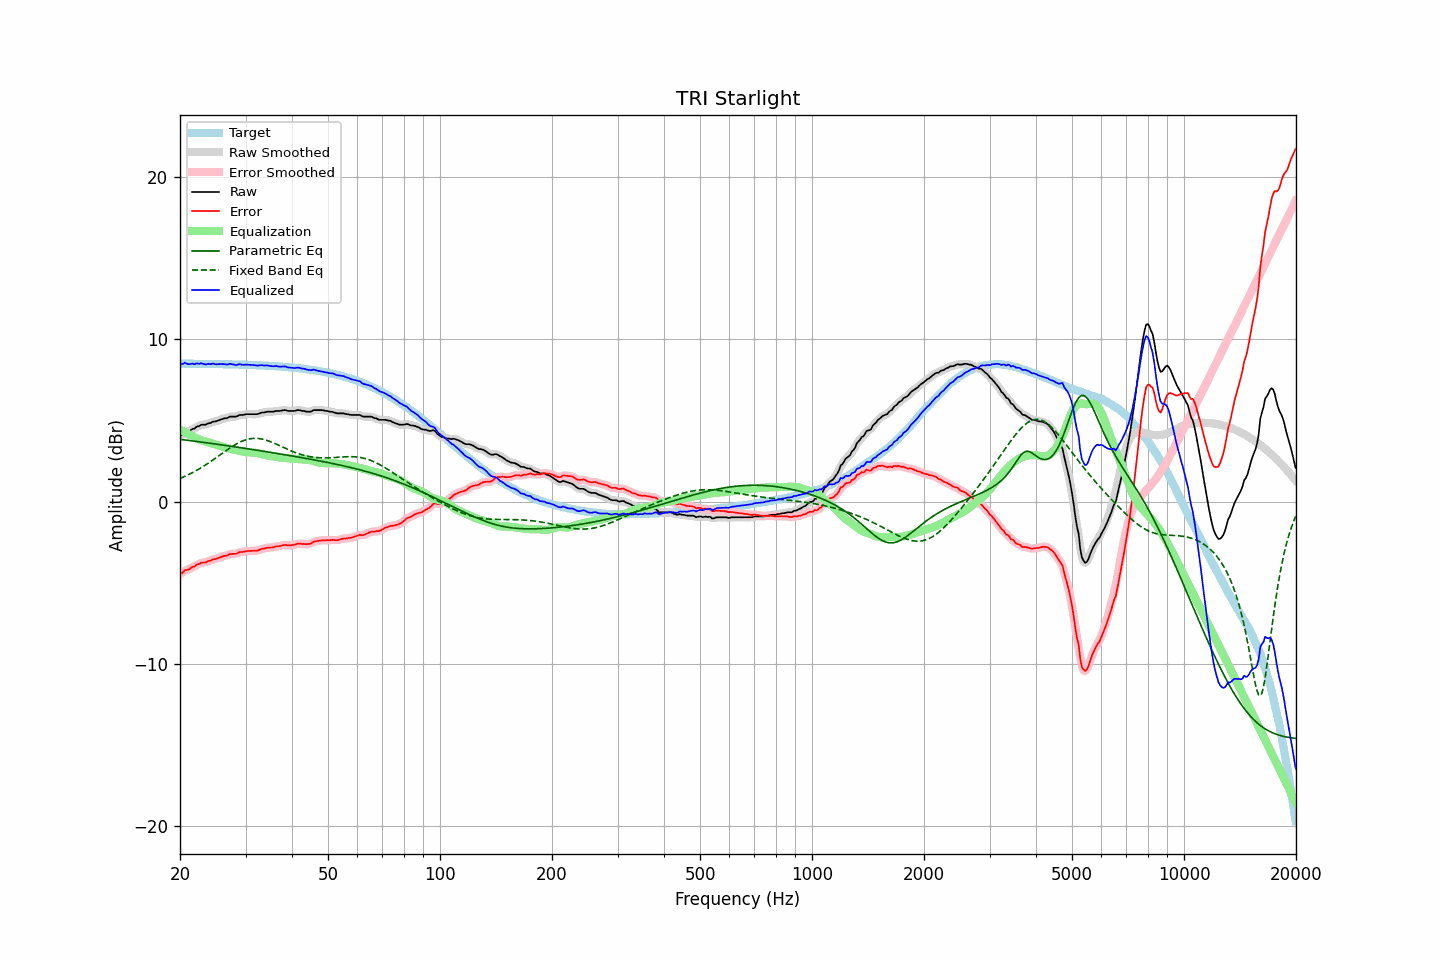 TRI Starlight
Target
Raw Smoothed
Error Smoothed
Raw
Error
Equalization
Parametric Eq
Fixed Band Eq
Equalized
20
10
0
−10
−20
Amplitude (dBr)
20
50
100
200
500
1000
2000
5000
10000
20000
Frequency (Hz)